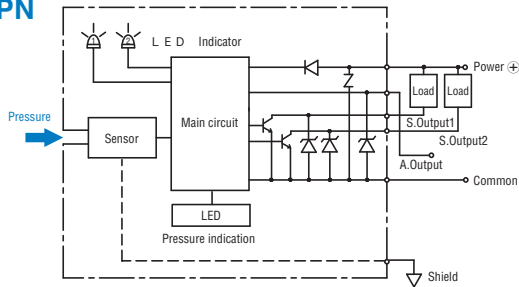 PN
1
2
L E D Indicator
Power ⊕
Load
Load
Pressure
Main circuit
Sensor
S.Output1
S.Output2
A.Output
Common
LED
Pressure indication
Shield